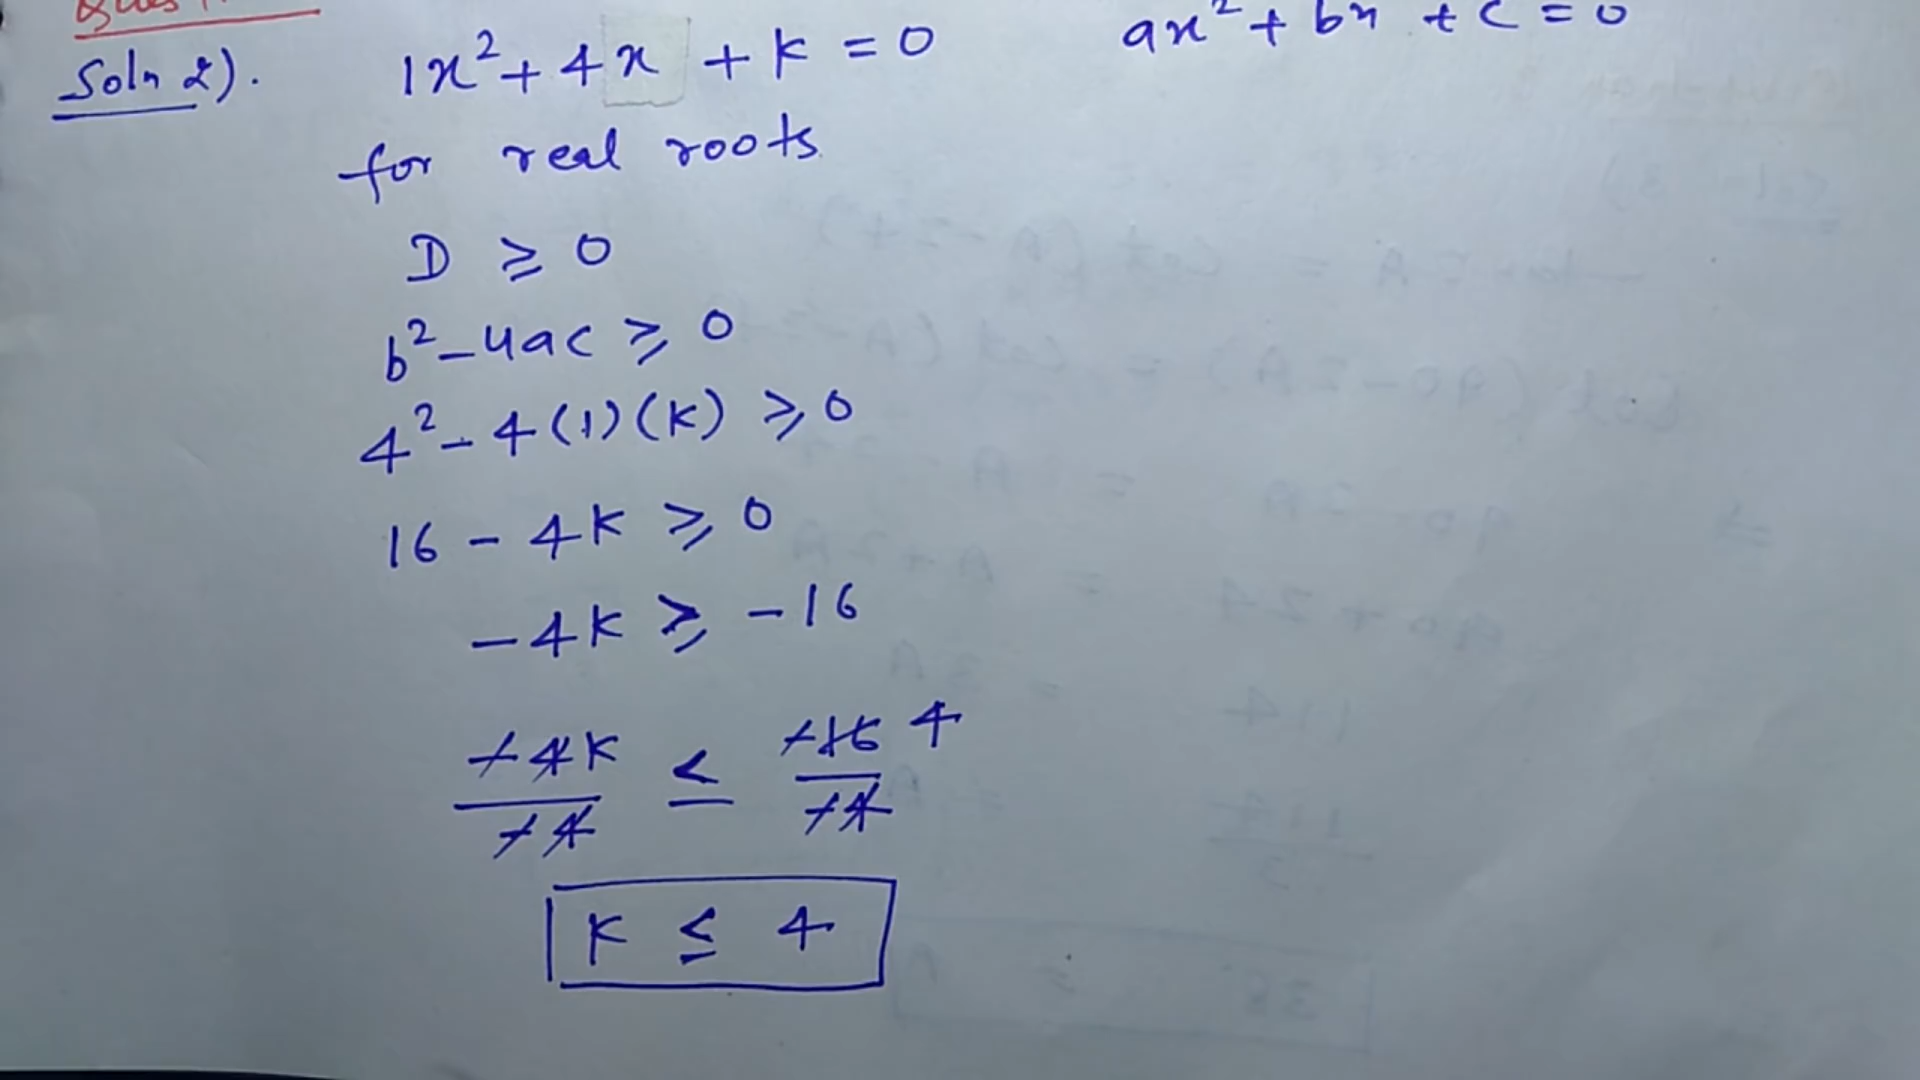 Soln 2). 1x²+ 4x + k = 0 ax² + bx + c = 0
for real roots
D ≥ 0
b² - 4ac ≥ 0
4² - 4(1)(k) ≥ 0
16 - 4k ≥ 0
-4k ≥ -16
-4k/-4 ≤ -16/-4 4
k ≤ 4